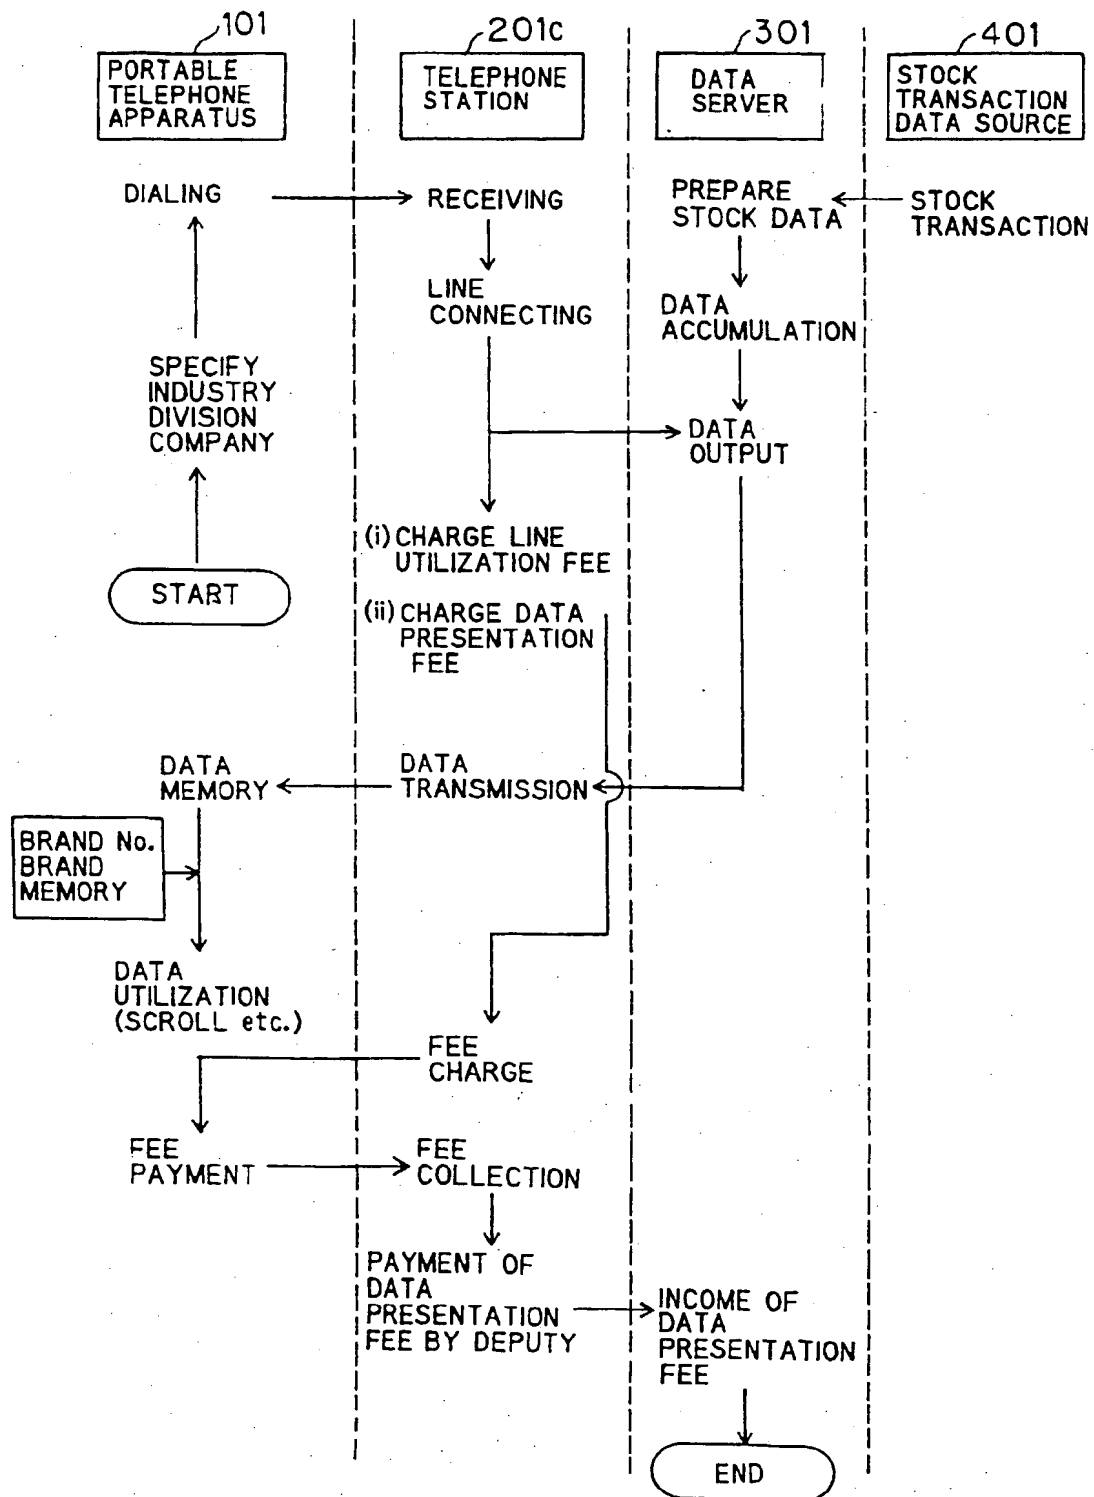 101
201C
301
401
PORTABLE
TELEPHONE
APPARATUS
TELEPHONE
STATION
DATA
SERVER
STOCK
TRANSACTION
DATA SOURCE
DIALING
RECEIVING
PREPARE
STOCK DATA
STOCK
TRANSACTION
LINE
CONNECTING
DATA
ACCUMULATION
SPECIFY
INDUSTRY
DIVISION
COMPANY
DATA
OUTPUT
(i) CHARGE LINE
UTILIZATION FEE
START
(ii) CHARGE DATA
PRESENTATION
FEE
DATA
MEMORY
DATA
TRANSMISSION
BRAND No.
BRAND
MEMORY
DATA
UTILIZATION
(SCROLL etc.)
FEE
CHARGE
FEE
PAYMENT
FEE
COLLECTION
PAYMENT OF
DATA
PRESENTATION
FEE BY DEPUTY
INCOME OF
DATA
PRESENTATION
FEE
END